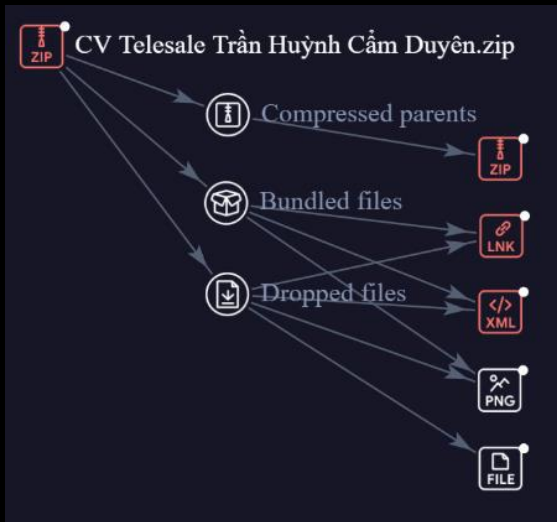 ZIP
CV Telesale Trần Huỳnh Cẩm Duyên.zip
Compressed parents
ZIP
Bundled files
LNK
Dropped files
</>
XML
PNG
FILE